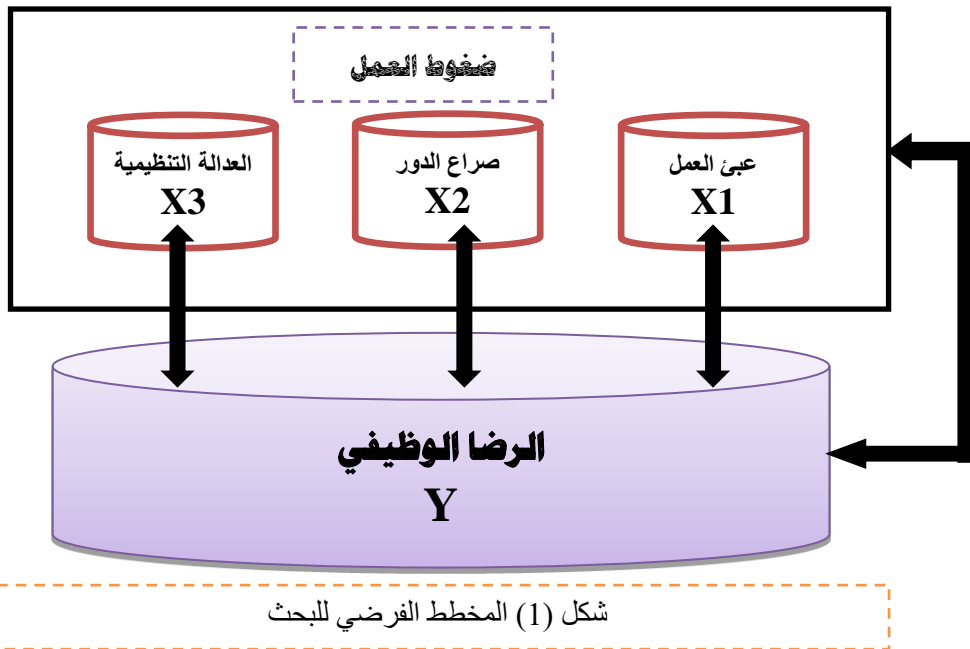 ضغوط العمل
عبئ العمل
X1
صراع الدور
X2
العدالة التنظيمية
X3
الرضا الوظيفي
Y
شكل (1) المخطط الفرضي للبحث